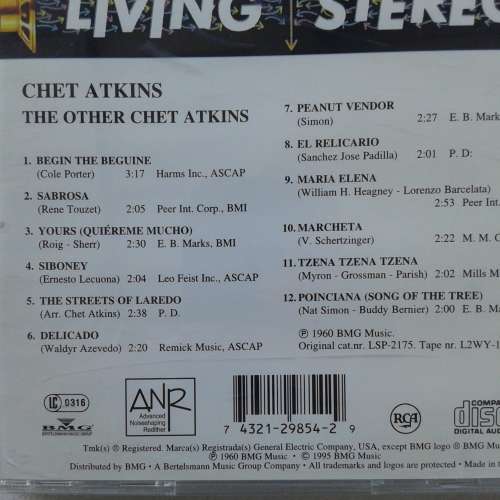 LIVING STEREO
CHET ATKINS
THE OTHER CHET ATKINS
1. BEGIN THE BEGUINE
(Cole Porter) 3:17 Harms Inc., ASCAP
2. SABROSA
(Rene Touzet) 2:05 Peer Int. Corp., BMI
3. YOURS (QUIÉREME MUCHO)
(Roig - Sherr) 2:30 E. B. Marks, BMI
4. SIBONEY
(Ernesto Lecuona) 2:04 Leo Feist Inc., ASCAP
5. THE STREETS OF LAREDO
(Arr. Chet Atkins) 2:38 P. D.
6. DELICADO
(Waldyr Azevedo) 2:20 Remick Music, ASCAP
7. PEANUT VENDOR
(Simon) 2:27 E. B. Mark
8. EL RELICARIO
(Sanchez Jose Padilla) 2:01 P. D:
9. MARIA ELENA
(William H. Heagney - Lorenzo Barcelata)
2:53 Peer Int.
10. MARCHETA
(V. Schertzinger) 2:22 M. M. C
11. TZENA TZENA TZENA
(Myron - Grossman - Parish) 2:02 Mills M
12. POINCIANA (SONG OF THE TREE)
(Nat Simon - Buddy Bernier) 2:00 E. B. M
℗ 1960 BMG Music.
Original cat.nr. LSP-2175. Tape nr. L2WY-1
LC 0316
BMG
BERTELSMANN MUSIC GROUP
ANR
Advanced
Noiseshaping
Redither
7 4321-29854-2 9
RCA
COMPA
disc
DIGITAL AUD
Tmk(s) ® Registered. Marca(s) Registrada(s) General Electric Company, USA, except BMG logo ® BMG M
℗ 1960 BMG Music. © 1995 BMG Music.
Distributed by BMG • A Bertelsmann Music Group Company • All trademarks and logos are protected • Made in